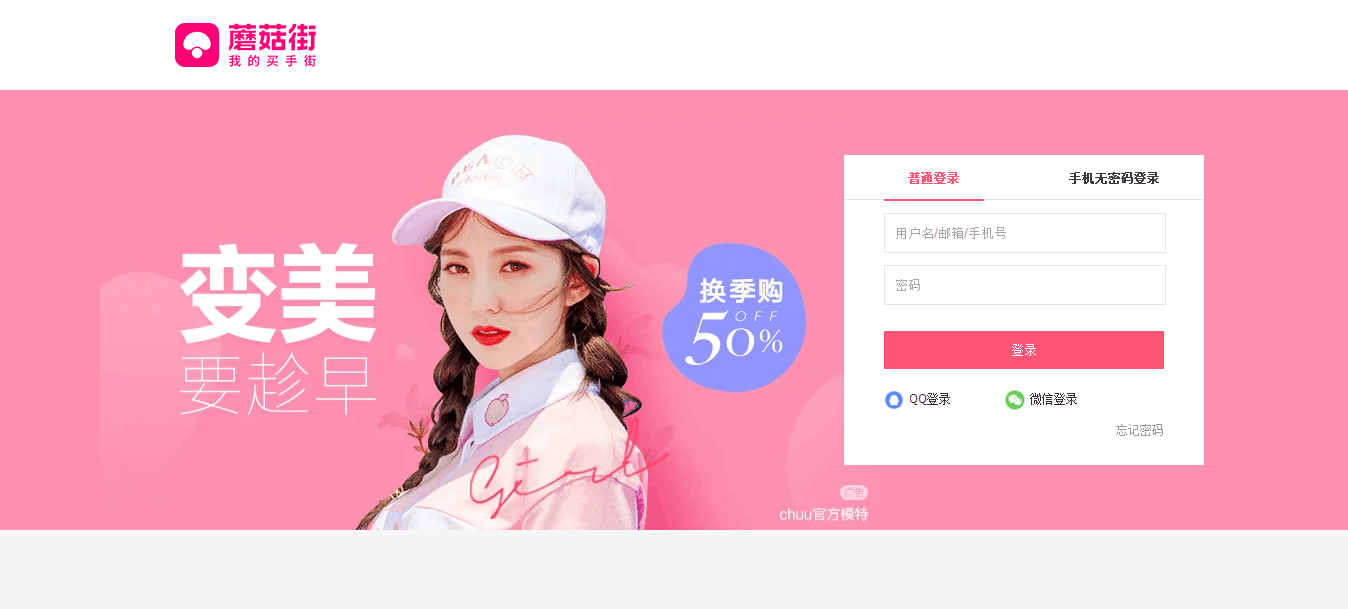 蘑菇街
我的买手街
普通登录
手机无密码登录
用户名/邮箱/手机号
密码
登录
QQ登录
微信登录
忘记密码
变美
要趁早
PEACH
换季购
OFF
50%
Girl
广告
chuu官方模特